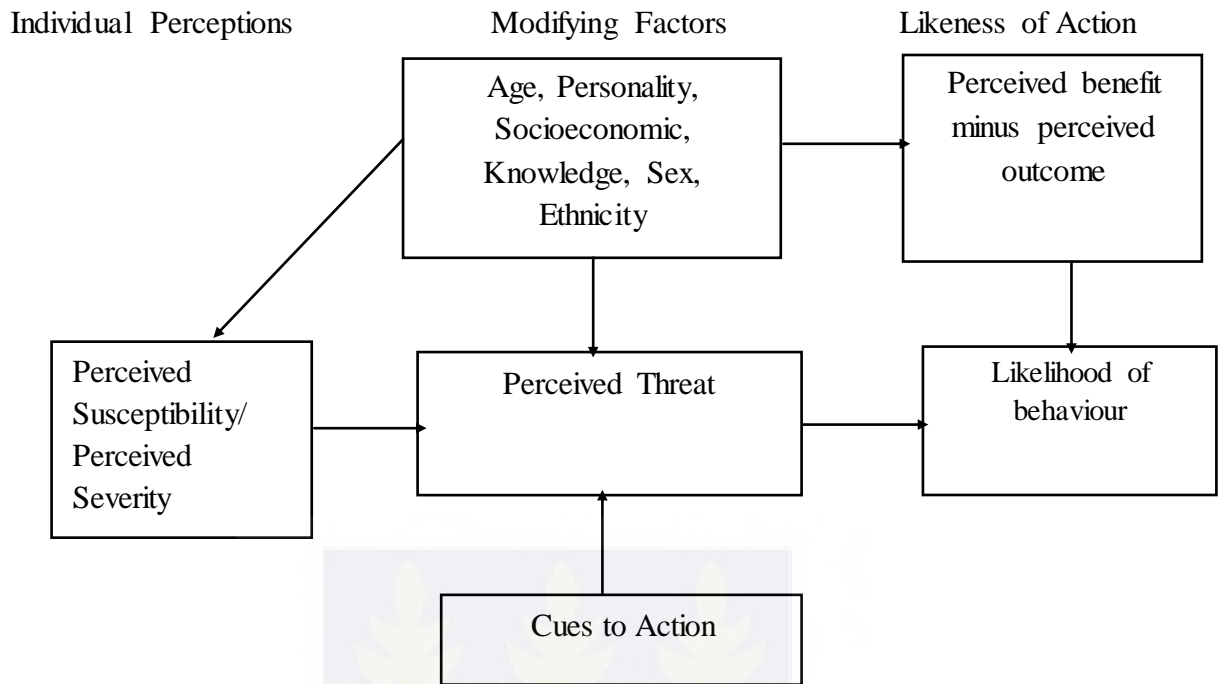 Individual Perceptions
Modifying Factors
Likeness of Action
Age, Personality,
Socioeconomic,
Knowledge, Sex,
Ethnicity
Perceived benefit
minus perceived
outcome
Perceived
Susceptibility/
Perceived
Severity
Perceived Threat
Likelihood of
behaviour
Cues to Action